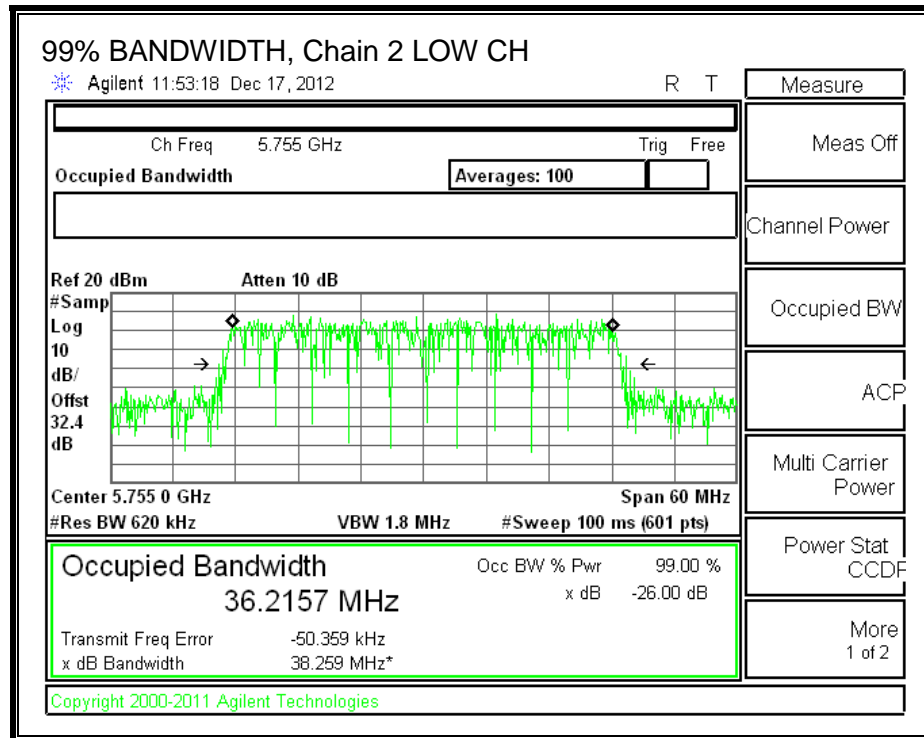 99% BANDWIDTH, Chain 2 LOW CH
Agilent 11:53:18 Dec 17, 2012 R T
Ch Freq 5.755 GHz Trig Free
Occupied Bandwidth Averages: 100
Ref 20 dBm Atten 10 dB
#Samp
Log
10
dB/
Offst
32.4
dB
Center 5.755 0 GHz Span 60 MHz
#Res BW 620 kHz VBW 1.8 MHz #Sweep 100 ms (601 pts)
Occupied Bandwidth Occ BW % Pwr 99.00 %
36.2157 MHz x dB -26.00 dB
Transmit Freq Error -50.359 kHz
x dB Bandwidth 38.259 MHz*
Copyright 2000-2011 Agilent Technologies
Measure
Meas Off
Channel Power
Occupied BW
ACP
Multi Carrier
Power
Power Stat
CCDF
More
1 of 2